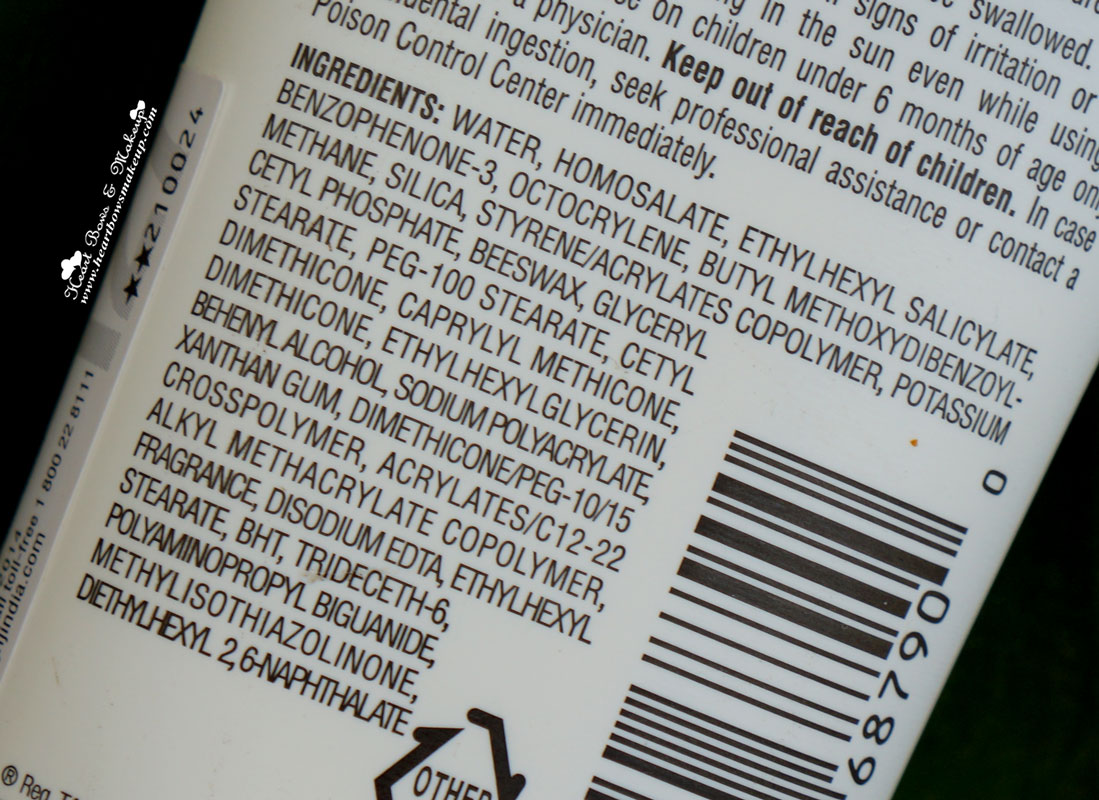 swallowed.
signs of irritation or
in the sun even while using
a physician.
on children under 6 months of age
ingestion, seek professional assistance or contact a
Keep out of reach of children. In case
Poison Control Center immediately.
INGREDIENTS: WATER, HOMOSALATE, ETHYLHEXYL SALICYLATE,
BENZOPHENONE-3, OCTOCRYLENE, BUTYL METHOXYDIBENZOYL-
METHANE, SILICA, STYRENE/ACRYLATES COPOLYMER, POTASSIUM
CETYL PHOSPHATE, BEESWAX, GLYCERYL
STEARATE, PEG-100 STEARATE, CETYL
DIMETHICONE, CAPRYLYL METHICONE,
DIMETHICONE, ETHYLHEXYLGLYCERIN,
BEHENYL ALCOHOL, SODIUM POLYACRYLATE,
XANTHAN GUM, DIMETHICONE/PEG-10/15
CROSSPOLYMER, ACRYLATES/C12-22
ALKYL METHACRYLATE COPOLYMER,
FRAGRANCE, DISODIUM EDTA, ETHYLHEXYL
STEARATE, BHT, TRIDECETH-6,
POLYAMINOPROPYL BIGUANIDE,
METHYLISOTHIAZOLINONE,
DIETHYLHEXYL 2,6-NAPHTHALATE
OTHER
® Reg.
0
68790
★★210024
toll-free 1 800 22 8111
Heart Bows & Makeup
www.heartbowsmakeup.com